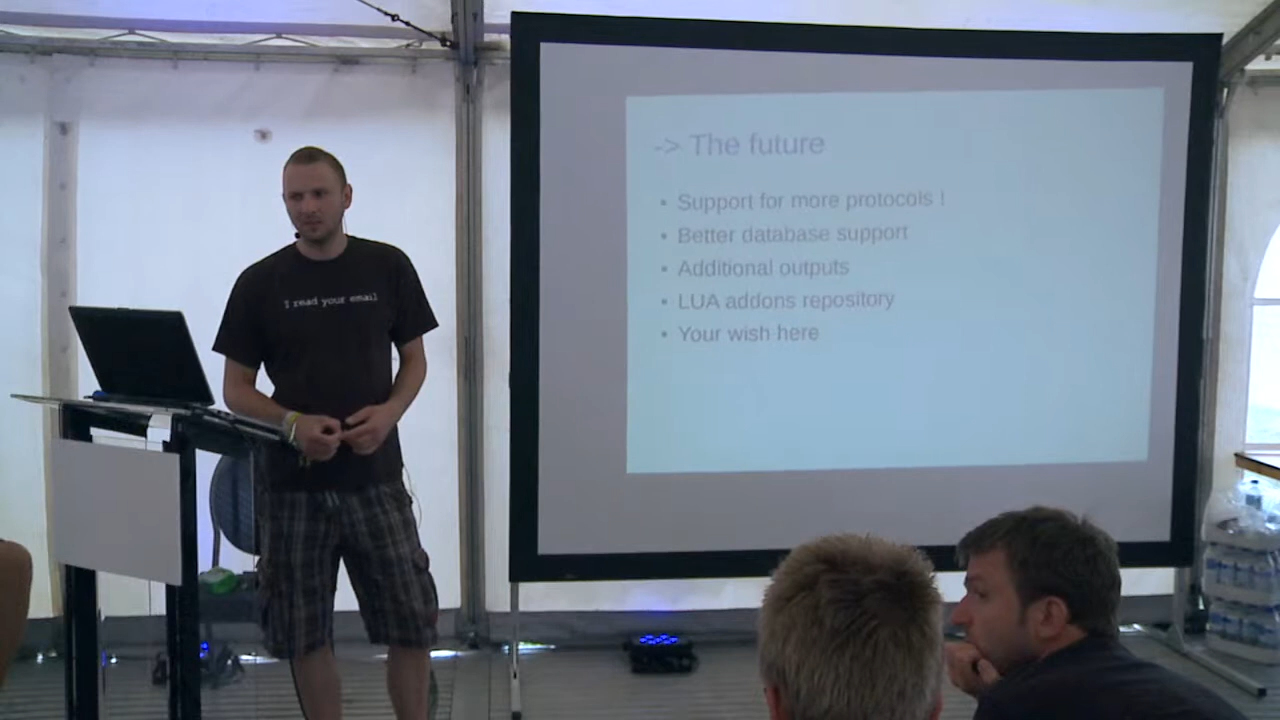 I read your email
-> The future
• Support for more protocols !
• Better database support
• Additional outputs
• LUA addons repository
• Your wish here